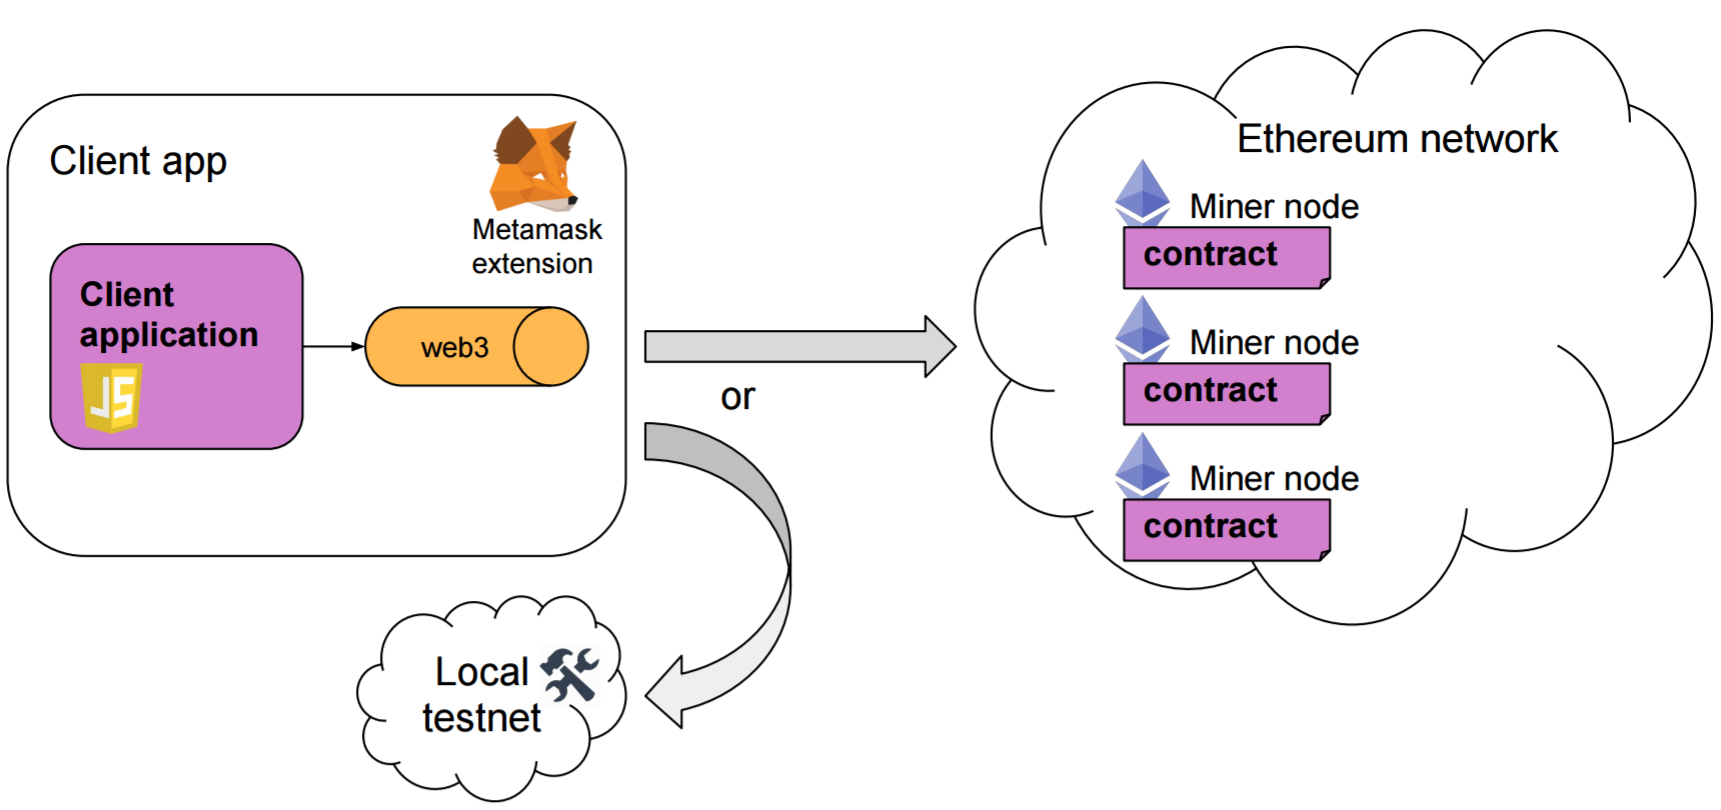 Client app
Metamask
extension
Client
application
JS
web3
or
Local
testnet
Ethereum network
Miner node
contract
Miner node
contract
Miner node
contract